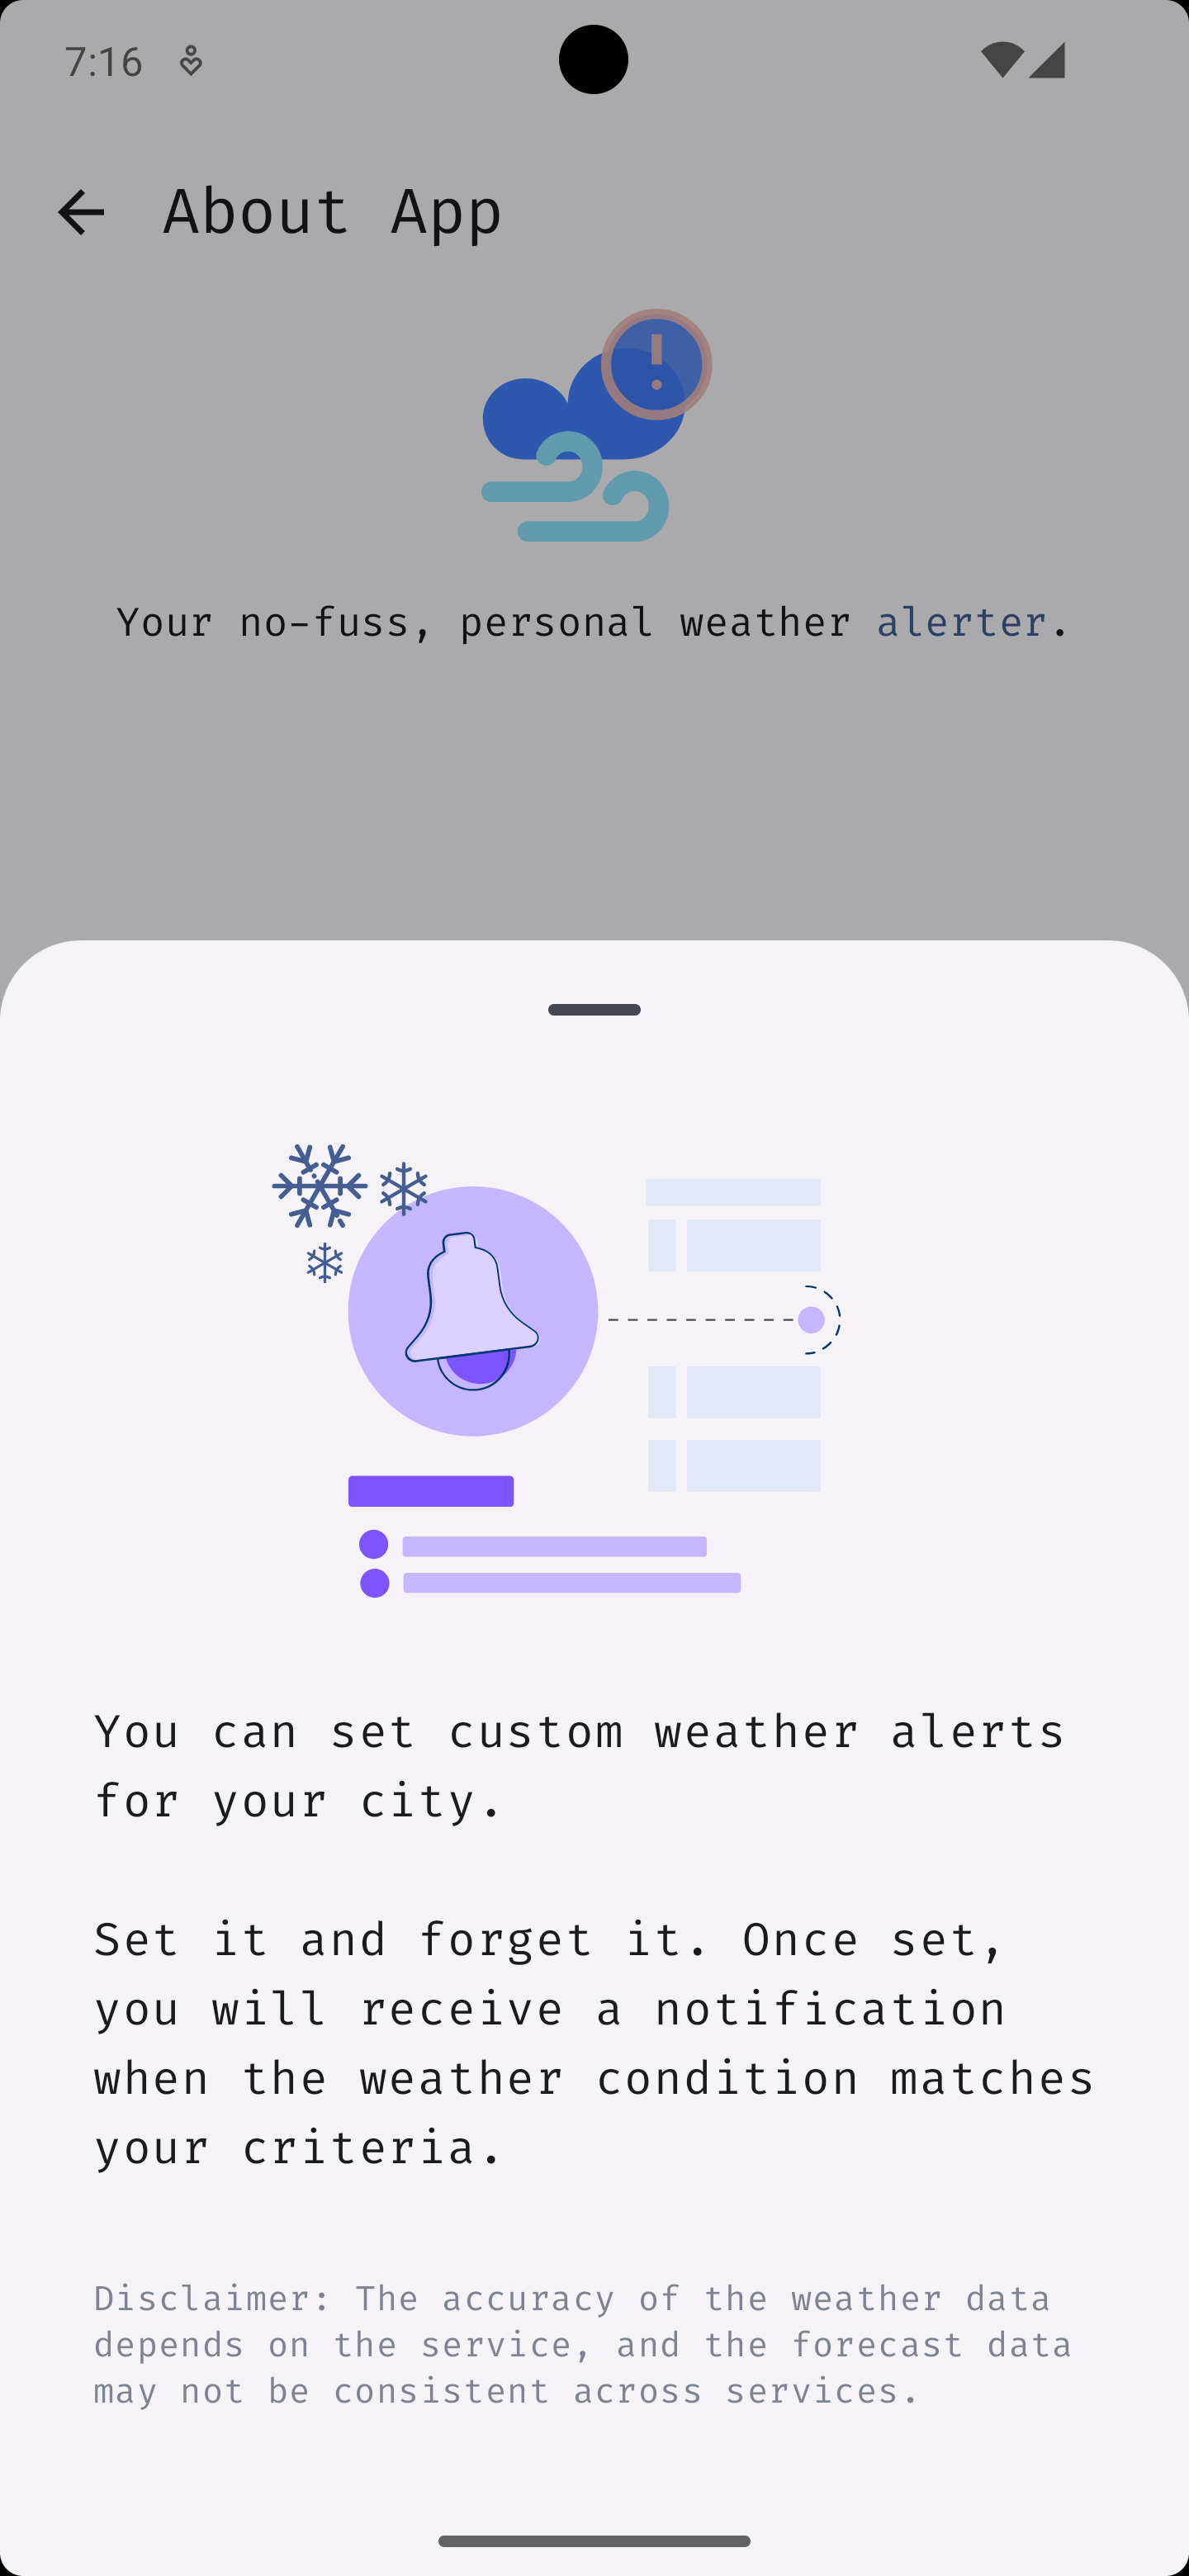 7:16
About App
Your no-fuss, personal weather alerter.
You can set custom weather alerts
for your city.
Set it and forget it. Once set,
you will receive a notification
when the weather condition matches
your criteria.
Disclaimer: The accuracy of the weather data
depends on the service, and the forecast data
may not be consistent across services.